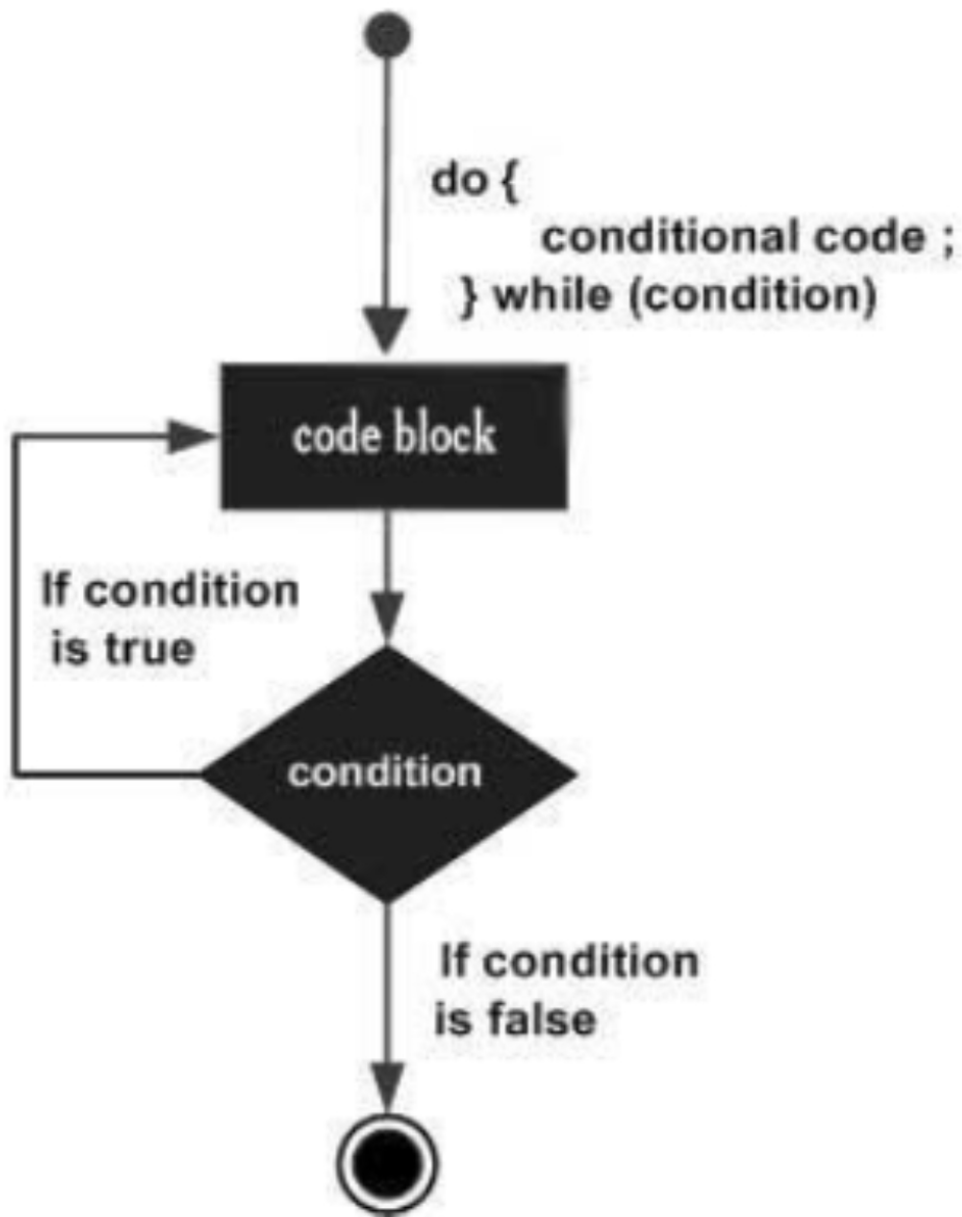 do {
conditional code ;
} while (condition)
code block
If condition
is true
condition
If condition
is false